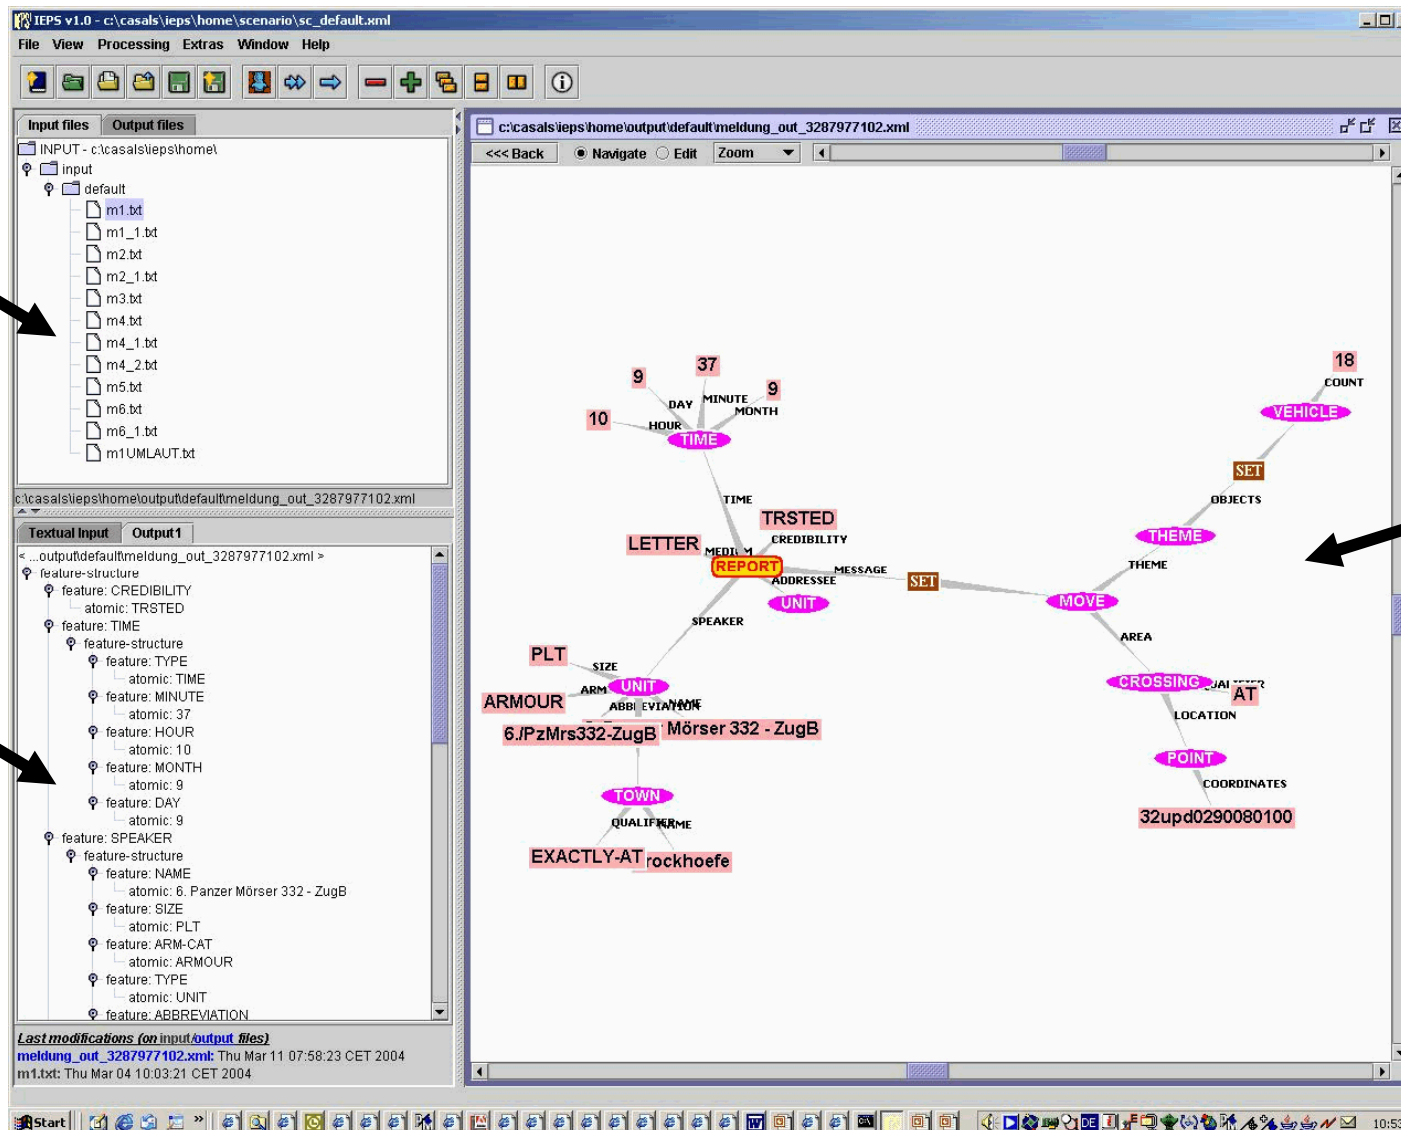 IEPS v1.0 - c:\casals\ieps\home\scenario\sc_default.xml
File View Processing Extras Window Help
Input files Output files
INPUT - c:\casals\ieps\home\
input
default
m1.txt
m1_1.txt
m2.txt
m2_1.txt
m3.txt
m4.txt
m4_1.txt
m4_2.txt
m5.txt
m6.txt
m6_1.txt
m1UMLAUT.txt
c:\casals\ieps\home\output\default\meldung_out_3287977102.xml
Textual Input Output1
< ...output\default\meldung_out_3287977102.xml >
feature-structure
feature: CREDIBILITY
atomic: TRSTED
feature: TIME
feature-structure
feature: TYPE
atomic: TIME
feature: MINUTE
atomic: 37
feature: HOUR
atomic: 10
feature: MONTH
atomic: 9
feature: DAY
atomic: 9
feature: SPEAKER
feature-structure
feature: NAME
atomic: 6. Panzer Mörser 332 - ZugB
feature: SIZE
atomic: PLT
feature: ARM-CAT
atomic: ARMOUR
feature: TYPE
atomic: UNIT
feature: ABBREVIATION
Last modifications (on input/output files)
meldung_out_3287977102.xml: Thu Mar 11 07:58:23 CET 2004
m1.txt: Thu Mar 04 10:03:21 CET 2004
c:\casals\ieps\home\output\default\meldung_out_3287977102.xml
<<< Back Navigate Edit Zoom
37
9
9
DAY MINUTE
MONTH
10
HOUR
TIME
18
COUNT
VEHICLE
SET
OBJECTS
TIME
TRSTED
CREDIBILITY
THEME
THEME
LETTER
REPORT
MESSAGE
ADDRESSEE
SET
UNIT
MOVE
SPEAKER
AREA
PLT
SIZE
ARM
UNIT
ARMOUR
ABBREVIATION
NAME
6./PzMrs332-ZugB
Mörser 332 - ZugB
CROSSING
AT
LOCATION
POINT
COORDINATES
32upd0290080100
TOWN
QUALIFIER
NAME
EXACTLY-AT
rockhoefe
Start
DE
10:53